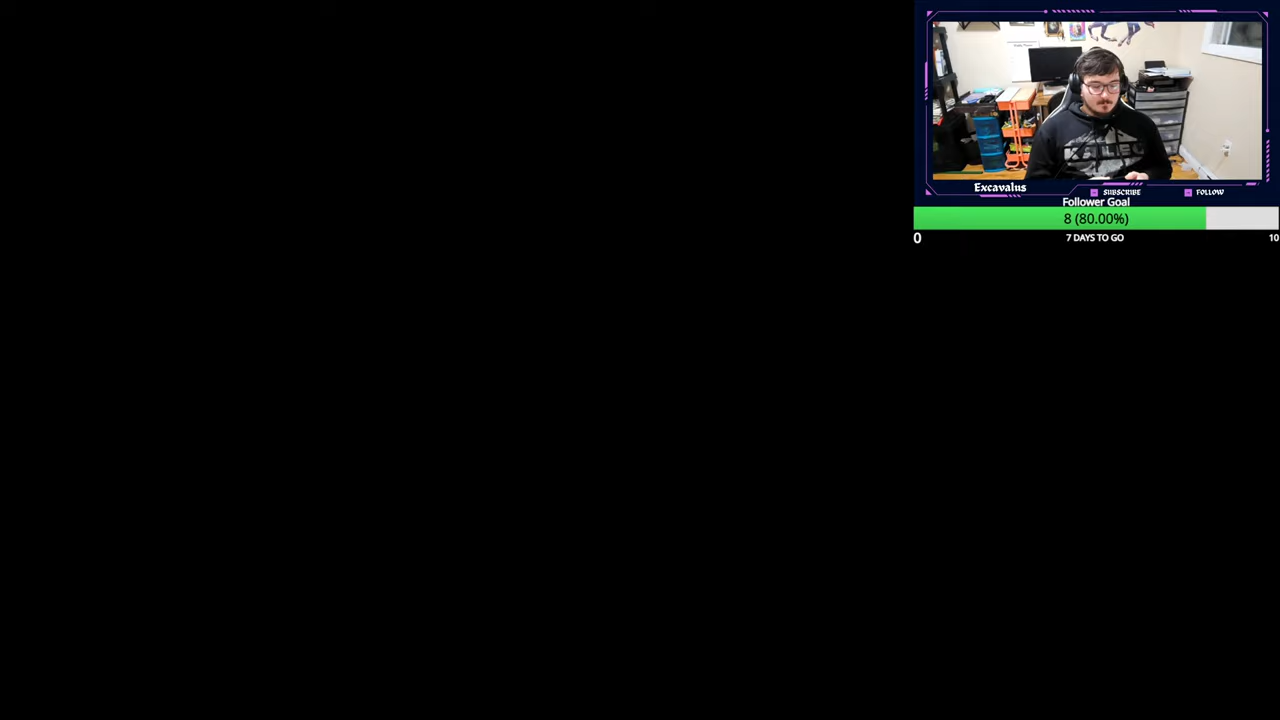 Excavalus
SUBSCRIBE
FOLLOW
Follower Goal
8 (80.00%)
0
7 DAYS TO GO
10